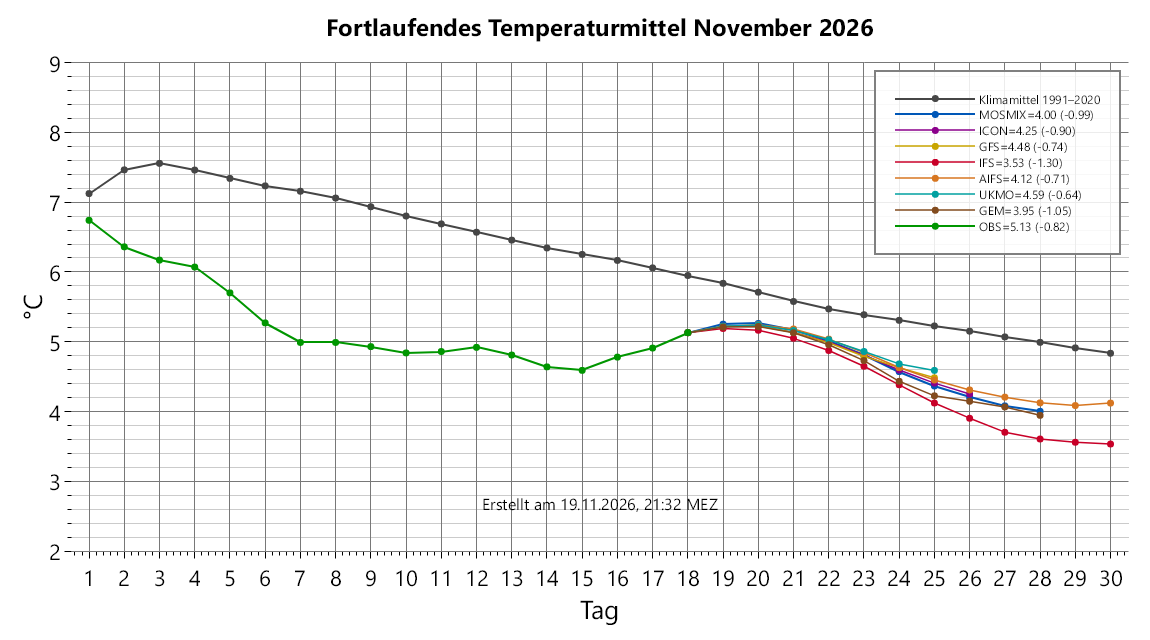 Fortlaufendes Temperaturmittel November 2026
9
8
7
6
5
4
3
2
°C
Klimamittel 1991–2020
MOSMIX=4.00 (-0.99)
ICON=4.25 (-0.90)
GFS=4.48 (-0.74)
IFS=3.53 (-1.30)
AIFS=4.12 (-0.71)
UKMO=4.59 (-0.64)
GEM=3.95 (-1.05)
OBS=5.13 (-0.82)
Erstellt am 19.11.2026, 21:32 MEZ
1 2 3 4 5 6 7 8 9 10 11 12 13 14 15 16 17 18 19 20 21 22 23 24 25 26 27 28 29 30
Tag